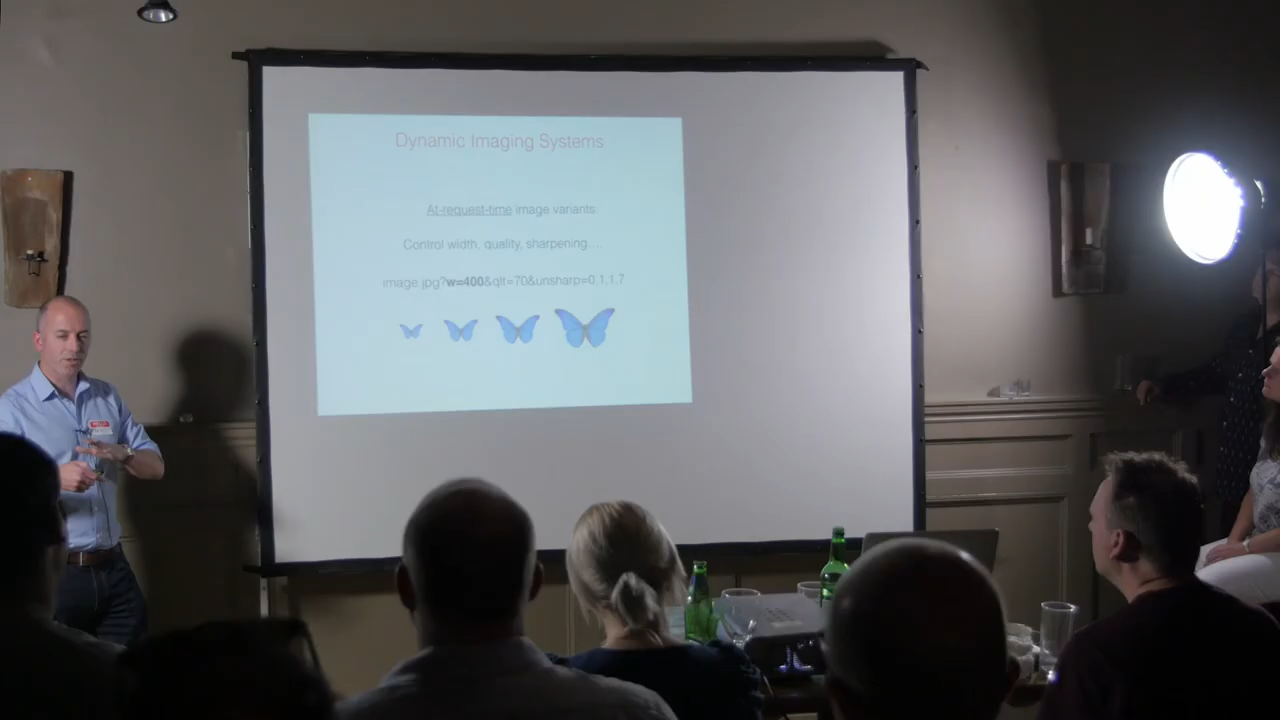 Dynamic Imaging Systems
At-request-time image variants
Control width, quality, sharpening....
image.jpg?w=400&qlt=70&unsharp=0,1,1,7
HELLO